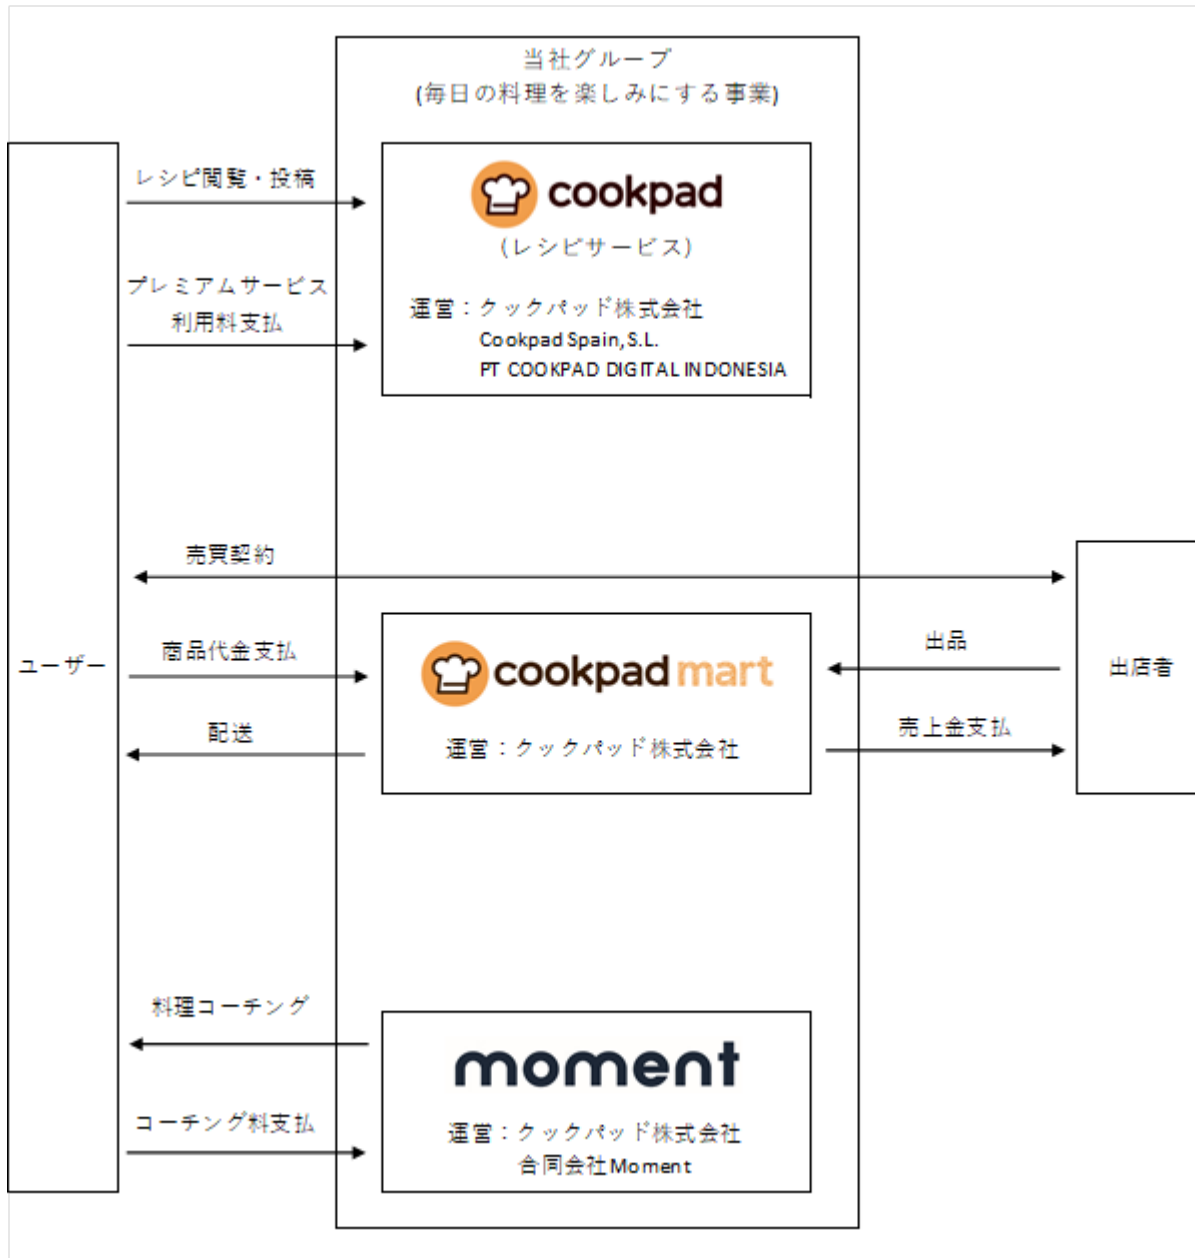 当社グループ
(毎日の料理を楽しみにする事業)
レシピ閲覧・投稿
プレミアムサービス
利用料支払
cookpad
(レシピサービス)
運営：クックパッド株式会社
Cookpad Spain, S.L.
PT COOKPAD DIGITAL INDONESIA
売買契約
ユーザー
商品代金支払
配送
cookpad mart
運営：クックパッド株式会社
出品
売上金支払
出店者
料理コーチング
コーチング料支払
moment
運営：クックパッド株式会社
合同会社Moment